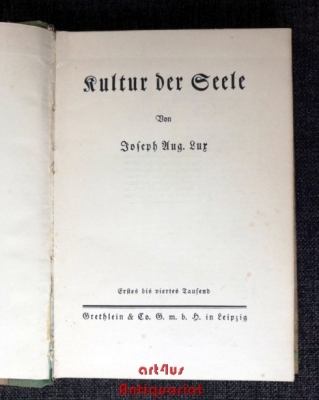 Kultur der Seele
Von
Joseph Aug. Lux
Erstes bis viertes Tausend
Grethlein & Co. G. m. b. H. in Leipzig
art4us
Antiquariat